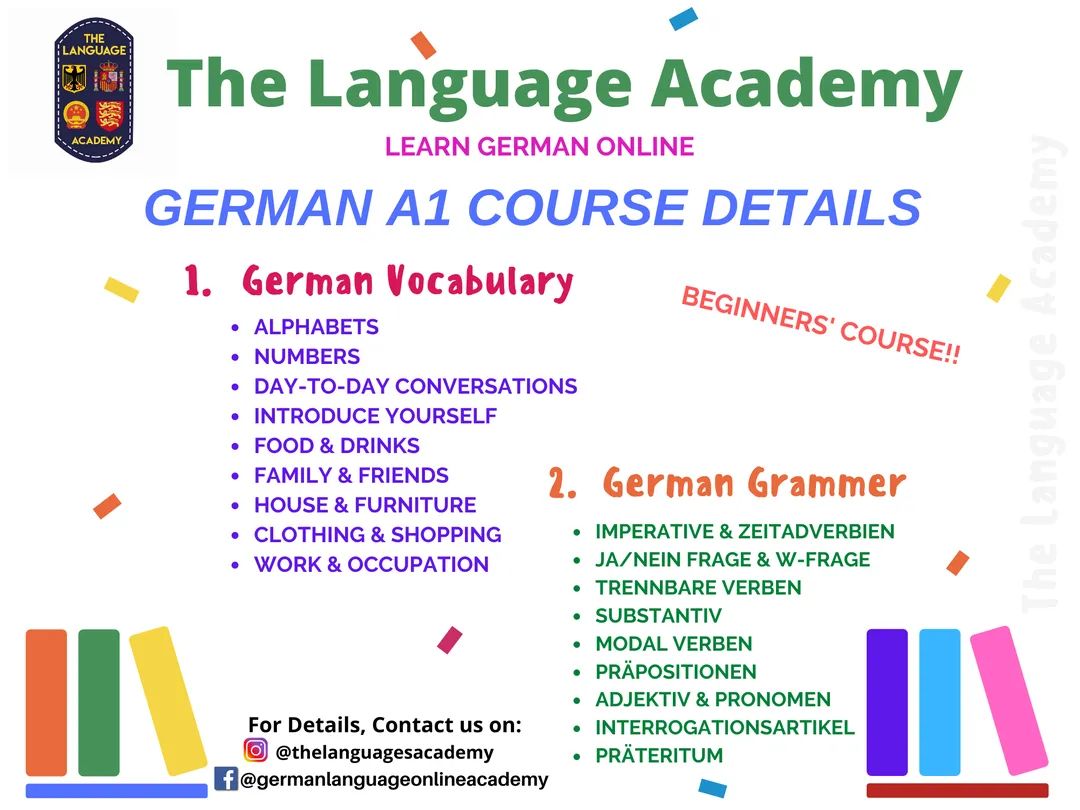 THE
LANGUAGE
ACADEMY
The Language Academy
LEARN GERMAN ONLINE
GERMAN A1 COURSE DETAILS
1. German Vocabulary
• ALPHABETS
• NUMBERS
• DAY-TO-DAY CONVERSATIONS
• INTRODUCE YOURSELF
• FOOD & DRINKS
• FAMILY & FRIENDS
• HOUSE & FURNITURE
• CLOTHING & SHOPPING
• WORK & OCCUPATION
BEGINNERS' COURSE!!
2. German Grammer
• IMPERATIVE & ZEITADVERBIEN
• JA/NEIN FRAGE & W-FRAGE
• TRENNBARE VERBEN
• SUBSTANTIV
• MODAL VERBEN
• PRÄPOSITIONEN
• ADJEKTIV & PRONOMEN
• INTERROGATIONSARTIKEL
• PRÄTERITUM
For Details, Contact us on:
@thelanguagesacademy
@germanlanguageonlineacademy
The Language Academy